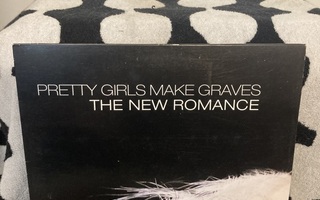 PRETTY GIRLS MAKE GRAVES
THE NEW ROMANCE